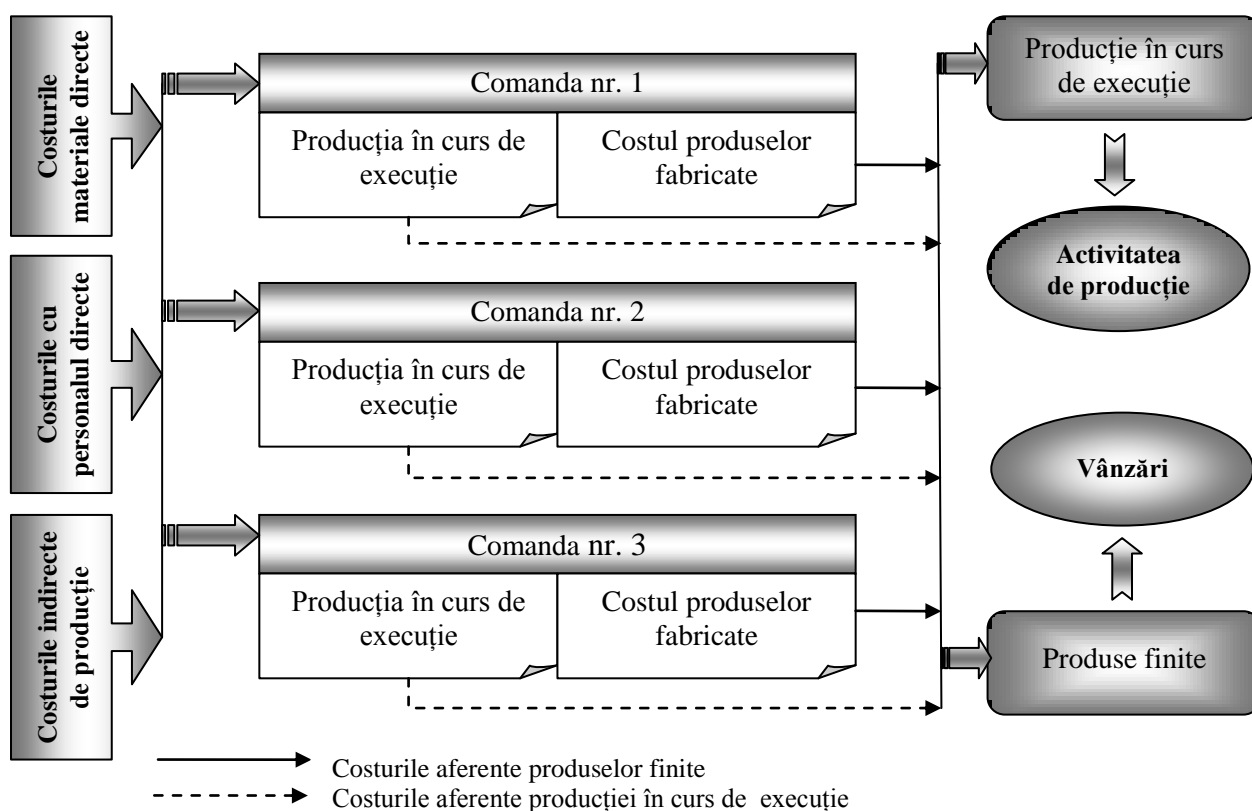 Costurile
materiale directe
Costurile cu
personalul directe
Costurile indirecte
de producție
Comanda nr. 1
Producția în curs de
execuție
Costul produselor
fabricate
Comanda nr. 2
Producția în curs de
execuție
Costul produselor
fabricate
Comanda nr. 3
Producția în curs de
execuție
Costul produselor
fabricate
Producție în curs
de execuție
Activitatea
de producție
Vânzări
Produse finite
Costurile aferente produselor finite
Costurile aferente producției în curs de execuție